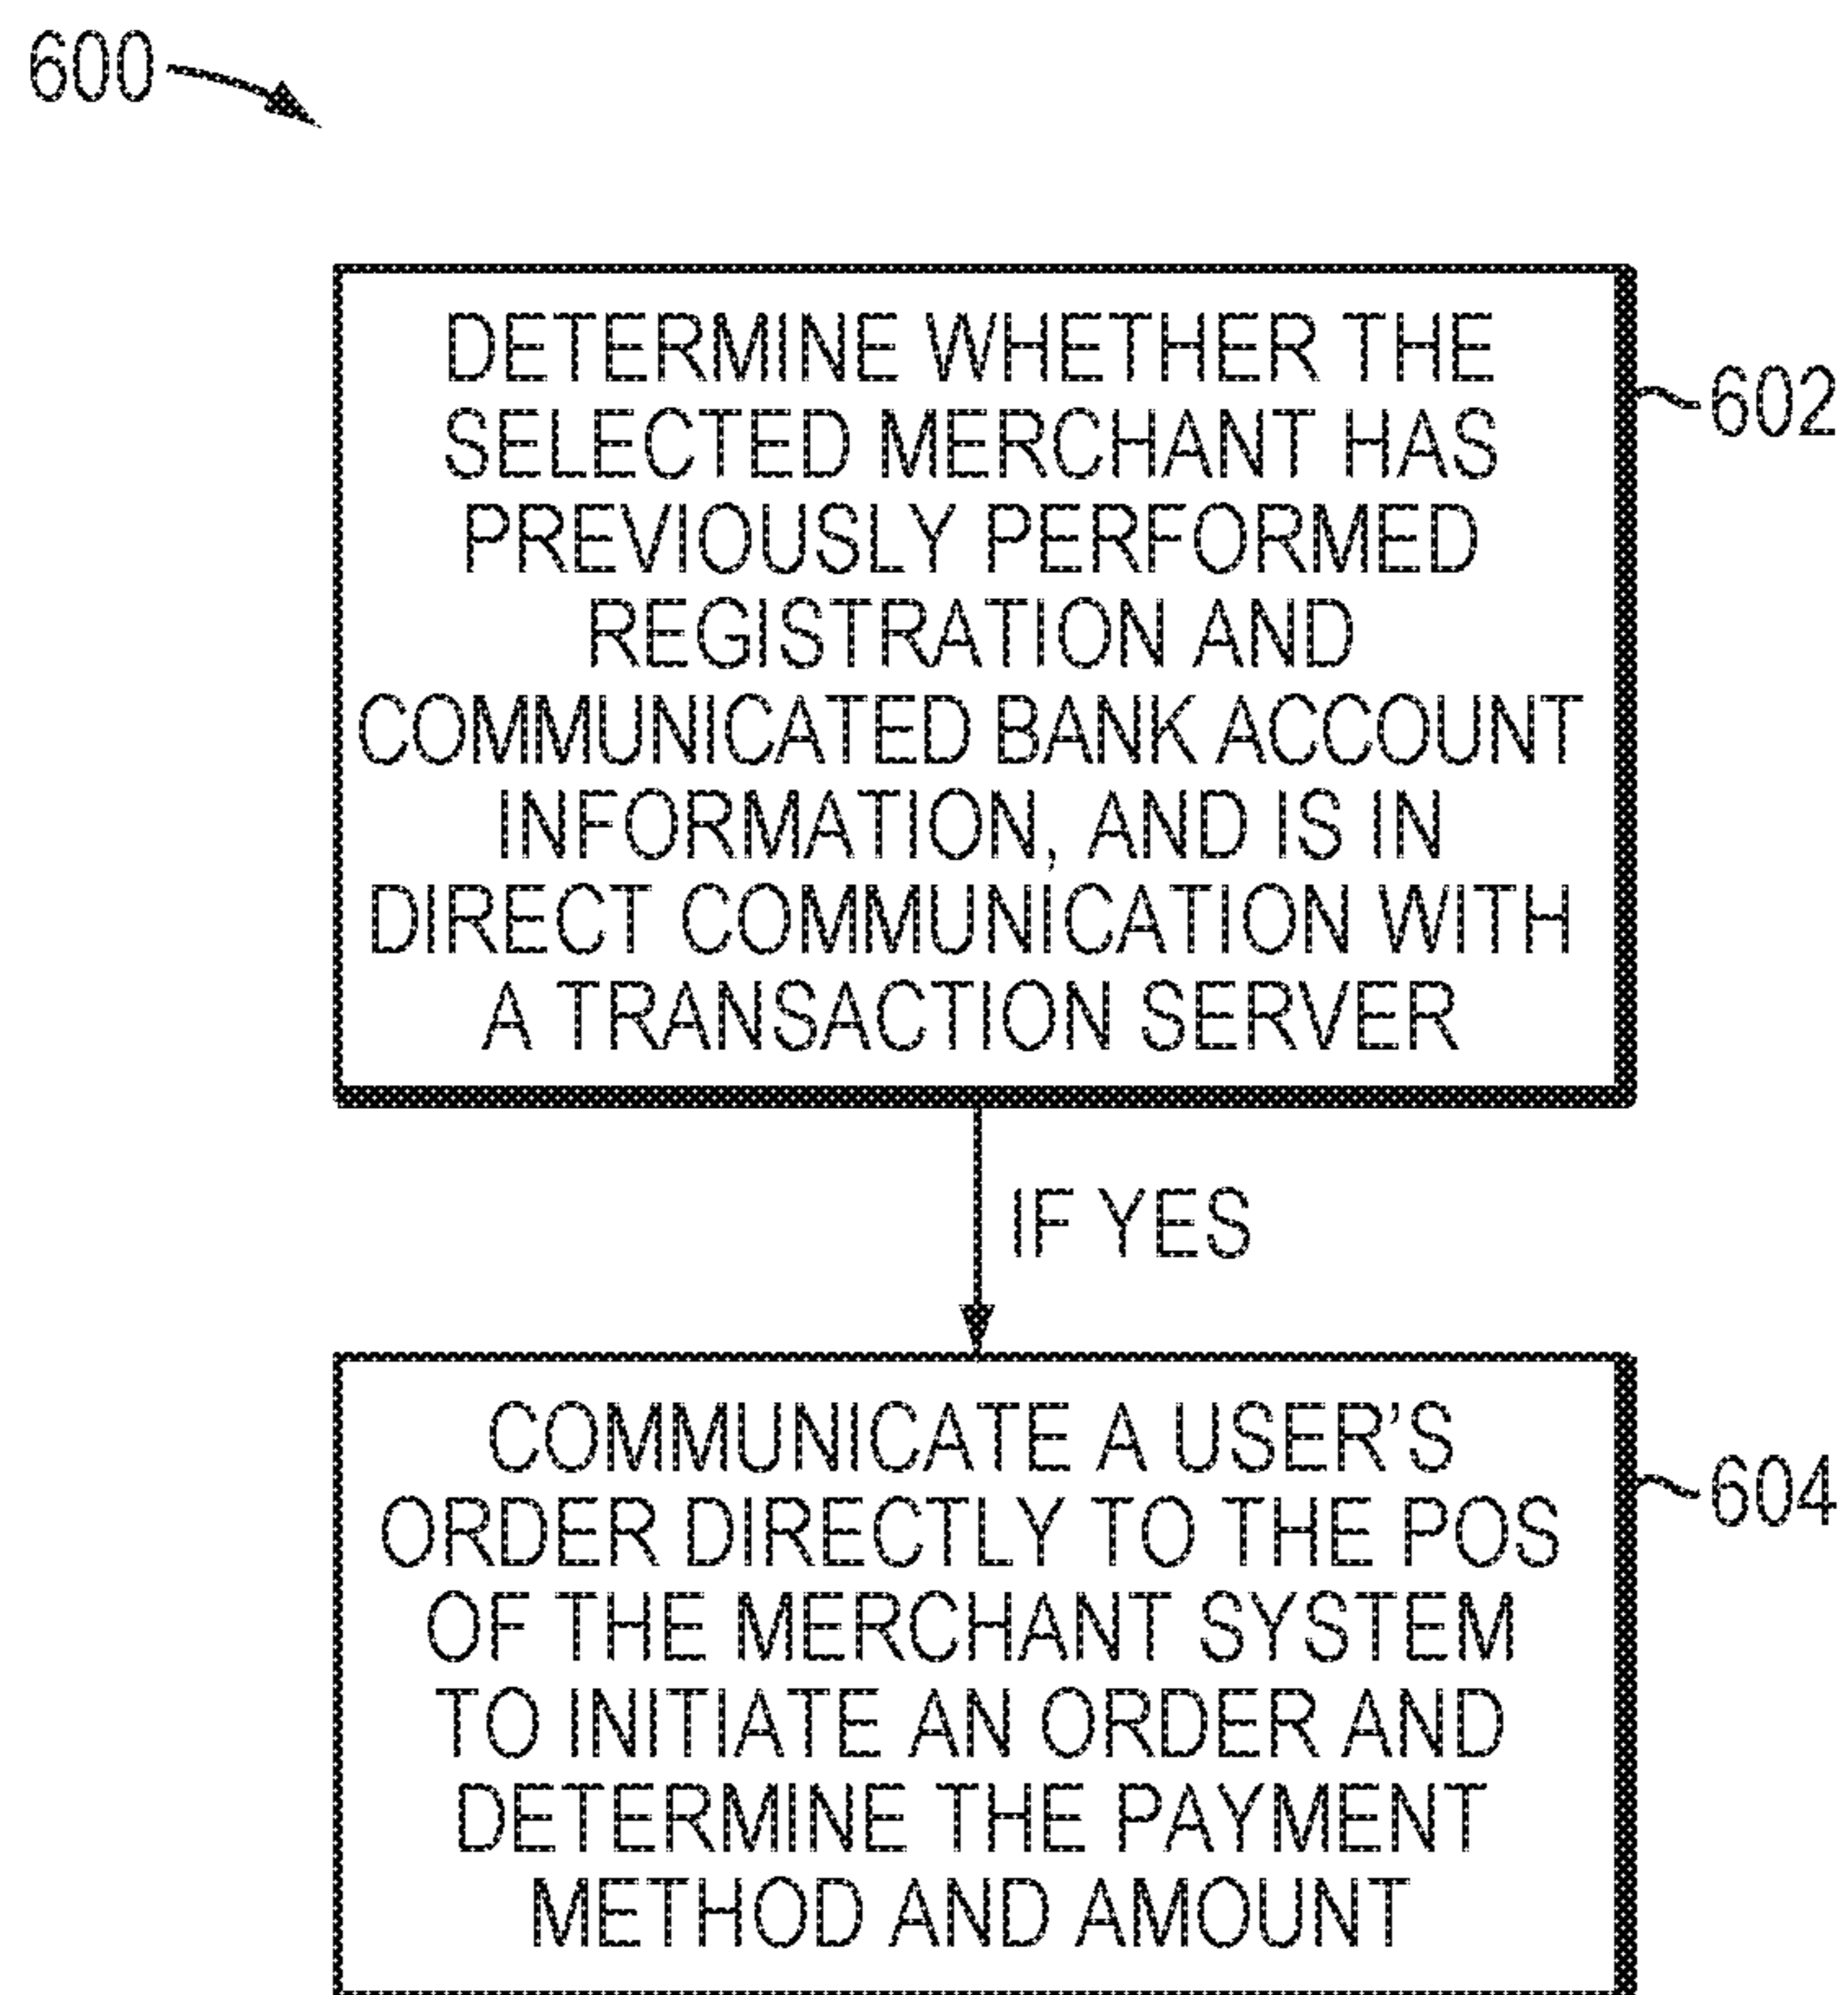 600
DETERMINE WHETHER THE
SELECTED MERCHANT HAS
PREVIOUSLY PERFORMED
REGISTRATION AND
COMMUNICATED BANK ACCOUNT
INFORMATION, AND IS IN
DIRECT COMMUNICATION WITH
A TRANSACTION SERVER
602
IF YES
COMMUNICATE A USER'S
ORDER DIRECTLY TO THE POS
OF THE MERCHANT SYSTEM
TO INITIATE AN ORDER AND
DETERMINE THE PAYMENT
METHOD AND AMOUNT
604